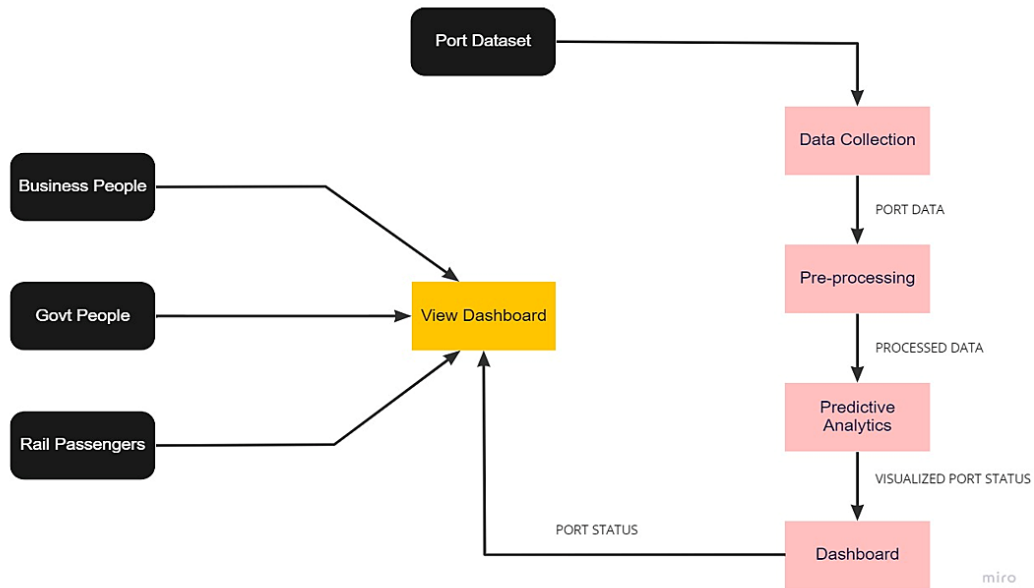 Port Dataset
Data Collection
Business People
PORT DATA
Pre-processing
Govt People
View Dashboard
PROCESSED DATA
Predictive
Analytics
Rail Passengers
VISUALIZED PORT STATUS
PORT STATUS
Dashboard
miro